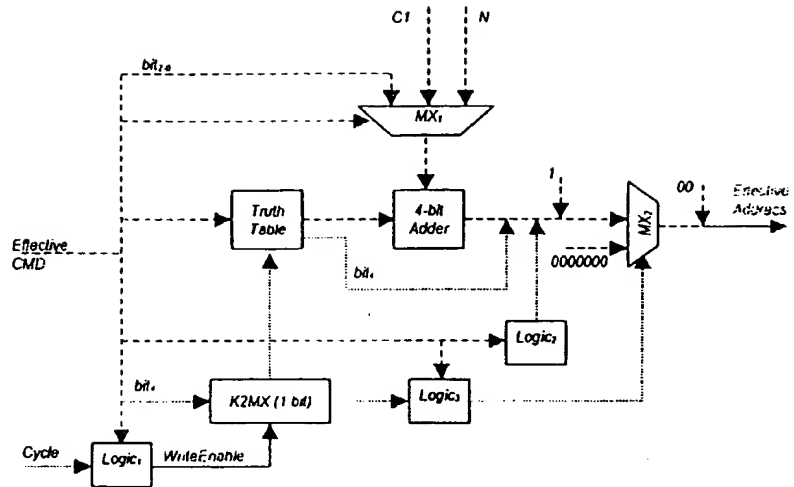 C1 N
bit₂₋₀
MX₁
1
00
Effective
Address
Truth
Table
4-bit
Adder
MX₂
Effective
CMD
bit₄
0000000
Logic₂
bit₄
K2MX (1 bit)
Logic₃
Cycle
Logic₁
WriteEnable